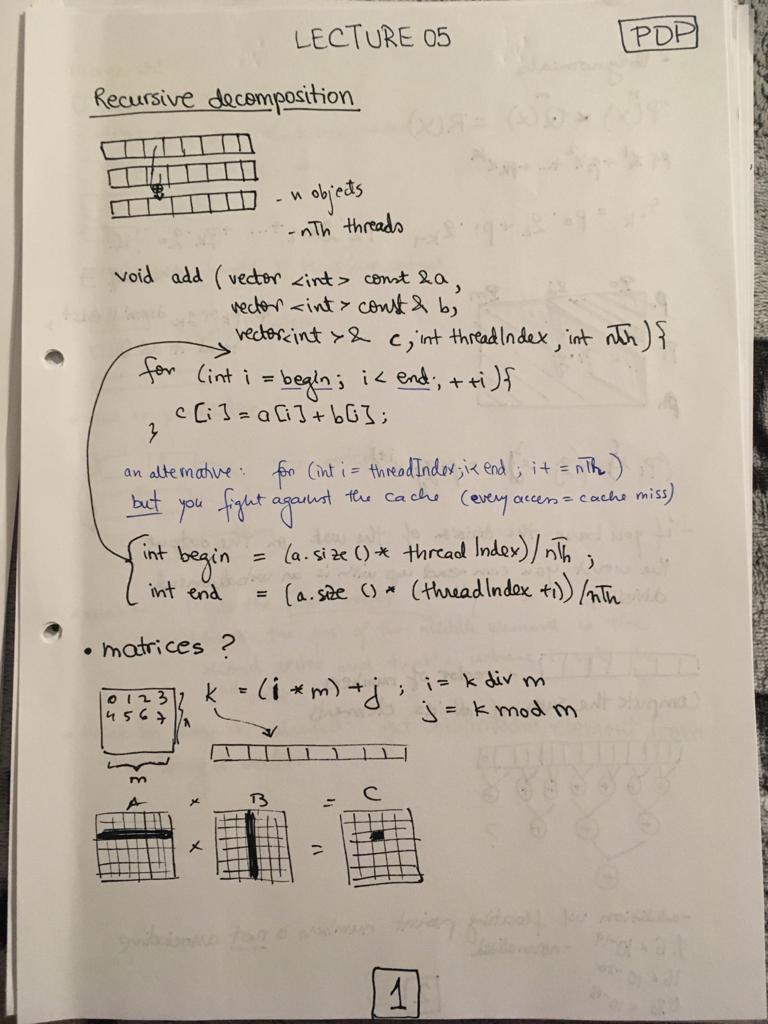 LECTURE 05
PDP
Recursive decomposition
- n objects
- nTh threads
void add (vector <int> const &a,
vector <int> const & b,
vector<int> & c, int threadIndex, int nTh) {
for (int i = begin; i < end; ++i) {
c[i] = a[i] + b[i];
}
an alternative: for (int i = threadIndex; i< end ; i+ = nTh)
but you fight against the cache (every access = cache miss)
int begin = (a.size () * thread Index) / nTh ;
int end = (a.size () * (threadIndex +1)) / nTh
• matrices ?
0 1 2 3
4 5 6 7
n
m
k = (i * m) + j ; i = k div m
j = k mod m
A × B = C
× =
1